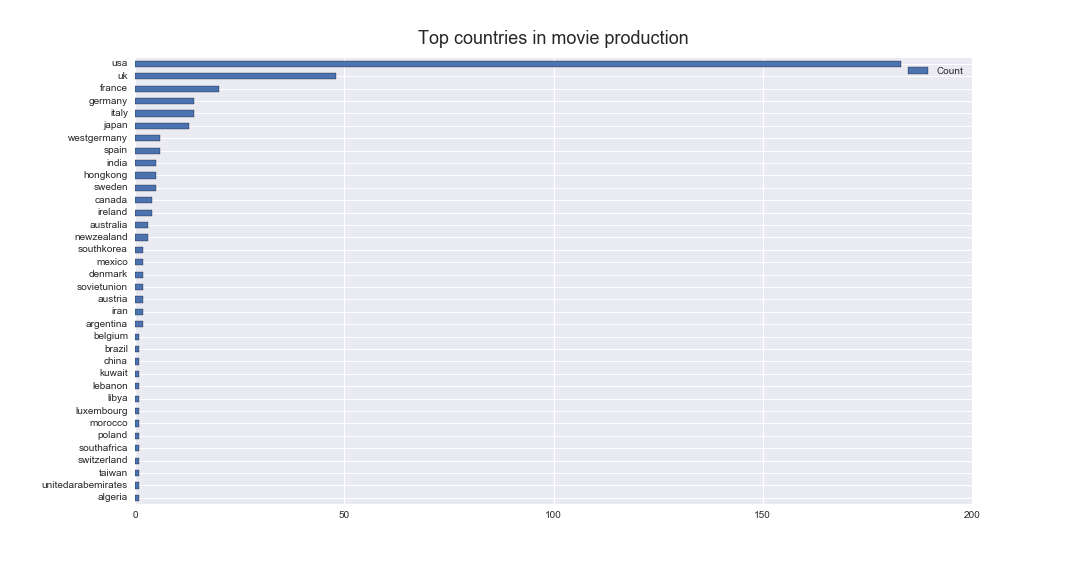 Top countries in movie production
usa
Count
uk
france
germany
italy
japan
westgermany
spain
india
hongkong
sweden
canada
ireland
australia
newzealand
southkorea
mexico
denmark
sovietunion
austria
iran
argentina
belgium
brazil
china
kuwait
lebanon
libya
luxembourg
morocco
poland
southafrica
switzerland
taiwan
unitedarabemirates
algeria
0 50 100 150 200